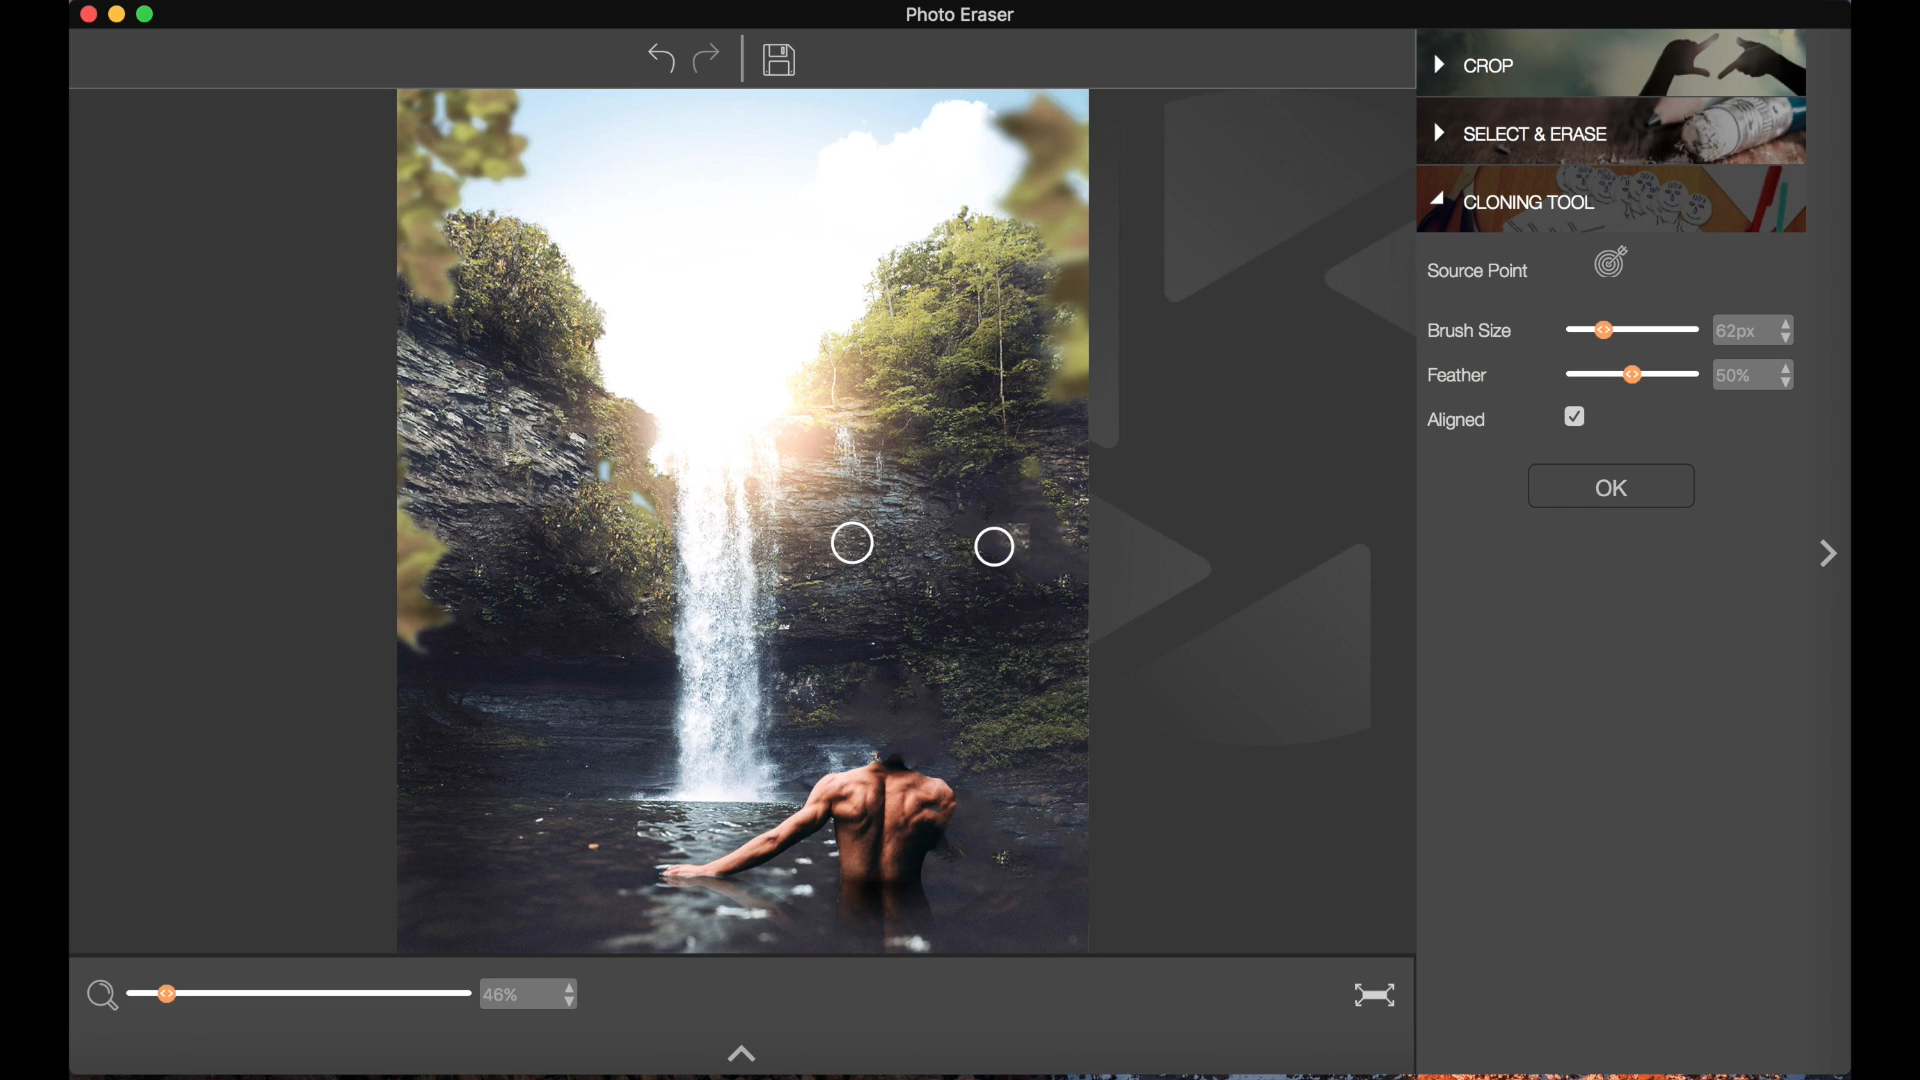 Photo Eraser
CROP
SELECT & ERASE
CLONING TOOL
Source Point
Brush Size
62px
Feather
50%
Aligned
OK
46%